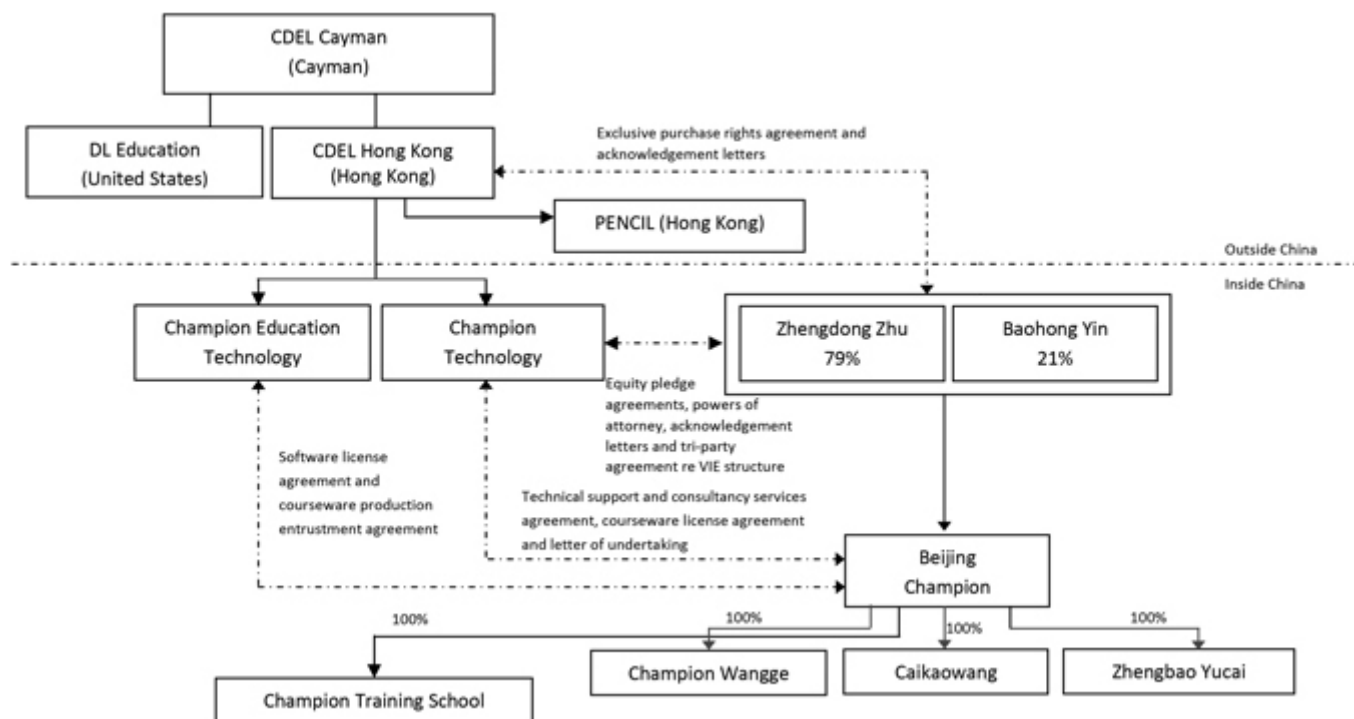 CDEL Cayman
(Cayman)
DL Education
(United States)
CDEL Hong Kong
(Hong Kong)
Exclusive purchase rights agreement and
acknowledgement letters
PENCIL (Hong Kong)
Outside China
Inside China
Champion Education
Technology
Champion
Technology
Zhengdong Zhu
79%
Baohong Yin
21%
Equity pledge
agreements, powers of
attorney, acknowledgement
letters and tri-party
agreement re VIE structure
Software license
agreement and
courseware production
entrustment agreement
Technical support and consultancy services
agreement, courseware license agreement
and letter of undertaking
Beijing
Champion
100%
100%
100%
100%
Champion Training School
Champion Wangge
Caikaowang
Zhengbao Yucai